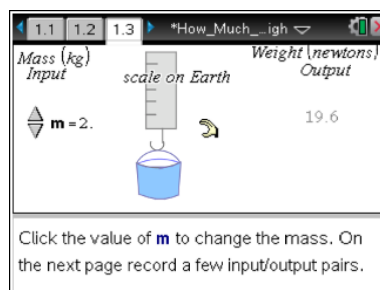 1.1 1.2 1.3 *How_Much_...igh
Mass (kg) Weight (newtons)
Input scale on Earth Output
m = 2. 19.6
Click the value of m to change the mass. On
the next page record a few input/output pairs.